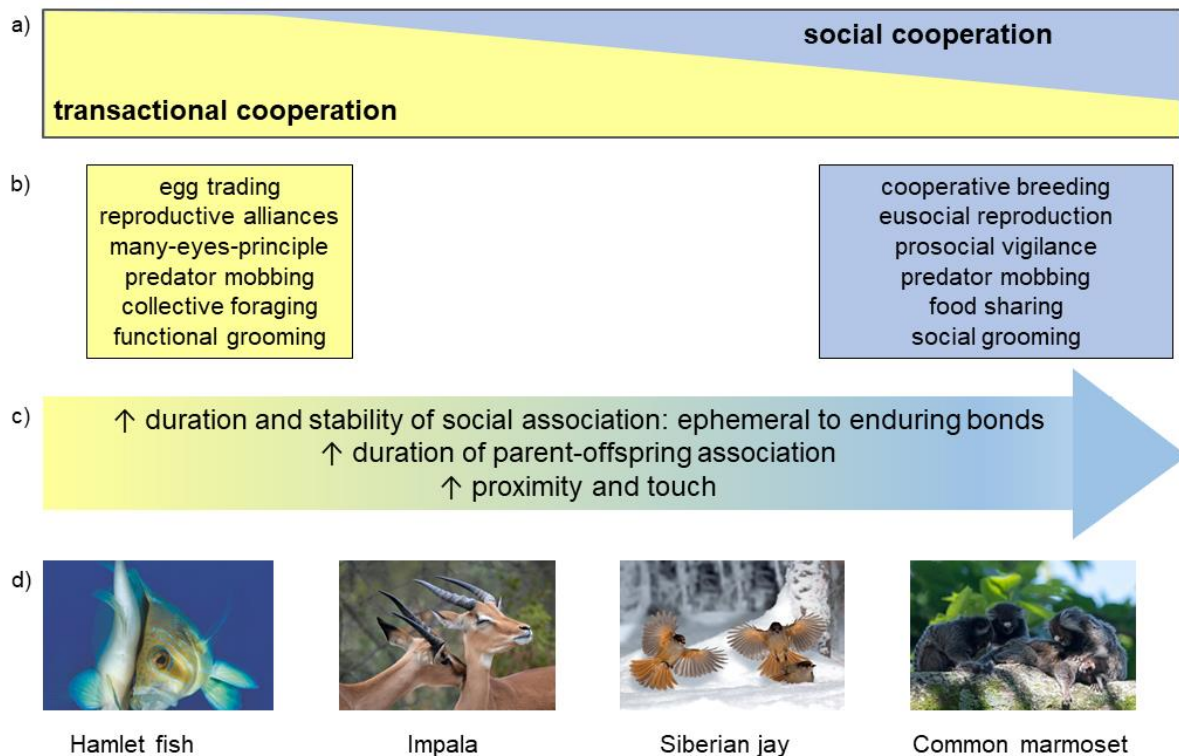 a)
social cooperation
transactional cooperation
b)
egg trading
reproductive alliances
many-eyes-principle
predator mobbing
collective foraging
functional grooming
cooperative breeding
eusocial reproduction
prosocial vigilance
predator mobbing
food sharing
social grooming
c)
↑ duration and stability of social association: ephemeral to enduring bonds
↑ duration of parent-offspring association
↑ proximity and touch
d)
Hamlet fish
Impala
Siberian jay
Common marmoset